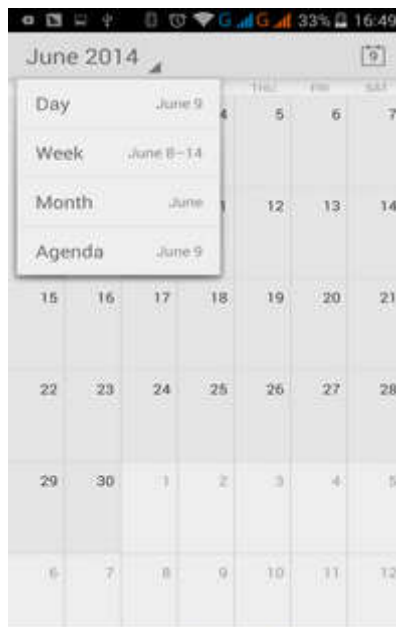 G G 33% 16:49
June 2014 9
THU FRI SAT
Day June 9
4 5 6 7
Week June 8–14
Month June
1 12 13 14
Agenda June 9
15 16 17 18 19 20 21
22 23 24 25 26 27 28
29 30 1 2 3 4 5
6 7 8 9 10 11 12